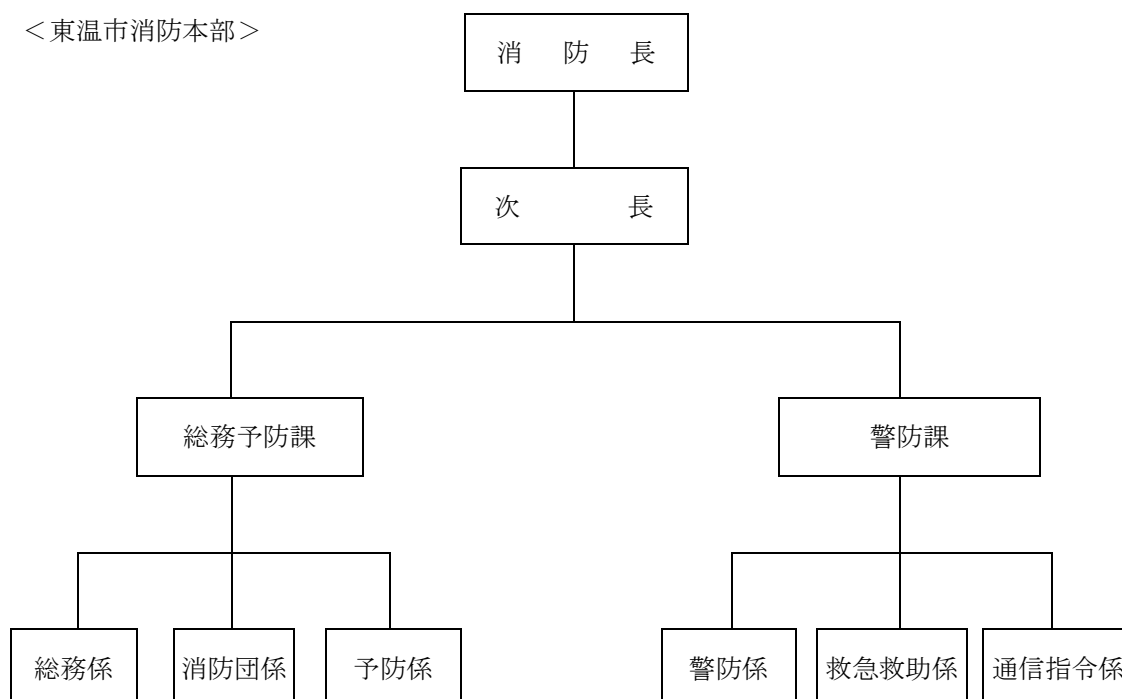 ＜東温市消防本部＞
消　防　長
次　　　長
総務予防課
警防課
総務係
消防団係
予防係
警防係
救急救助係
通信指令係